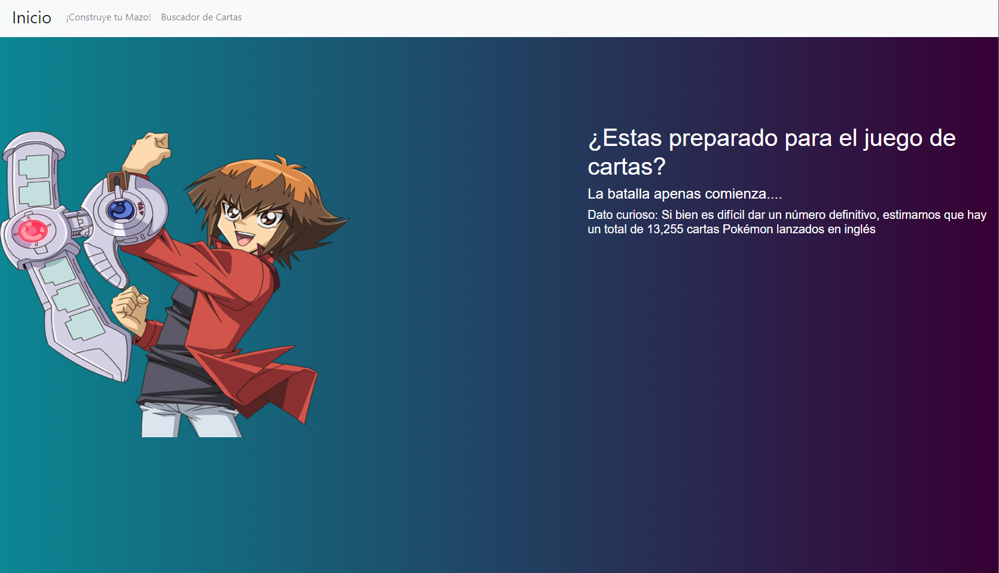 Inicio ¡Construye tu Mazo! Buscador de Cartas
¿Estas preparado para el juego de
cartas?
La batalla apenas comienza....
Dato curioso: Si bien es difícil dar un número definitivo, estimamos que hay
un total de 13,255 cartas Pokémon lanzados en inglés